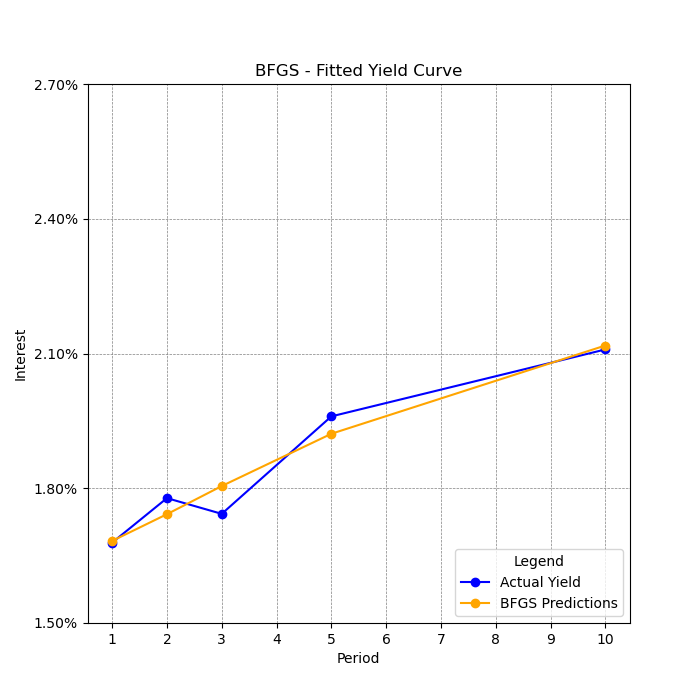 BFGS - Fitted Yield Curve
2.70%
2.40%
2.10%
1.80%
1.50%
Interest
Legend
Actual Yield
BFGS Predictions
1 2 3 4 5 6 7 8 9 10
Period